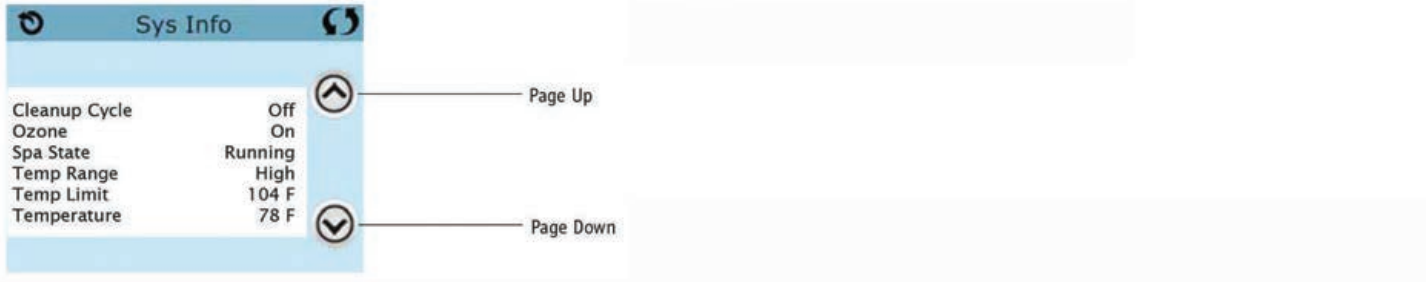 Sys Info
Page Up
Cleanup Cycle Off
Ozone On
Spa State Running
Temp Range High
Temp Limit 104 F
Temperature 78 F
Page Down